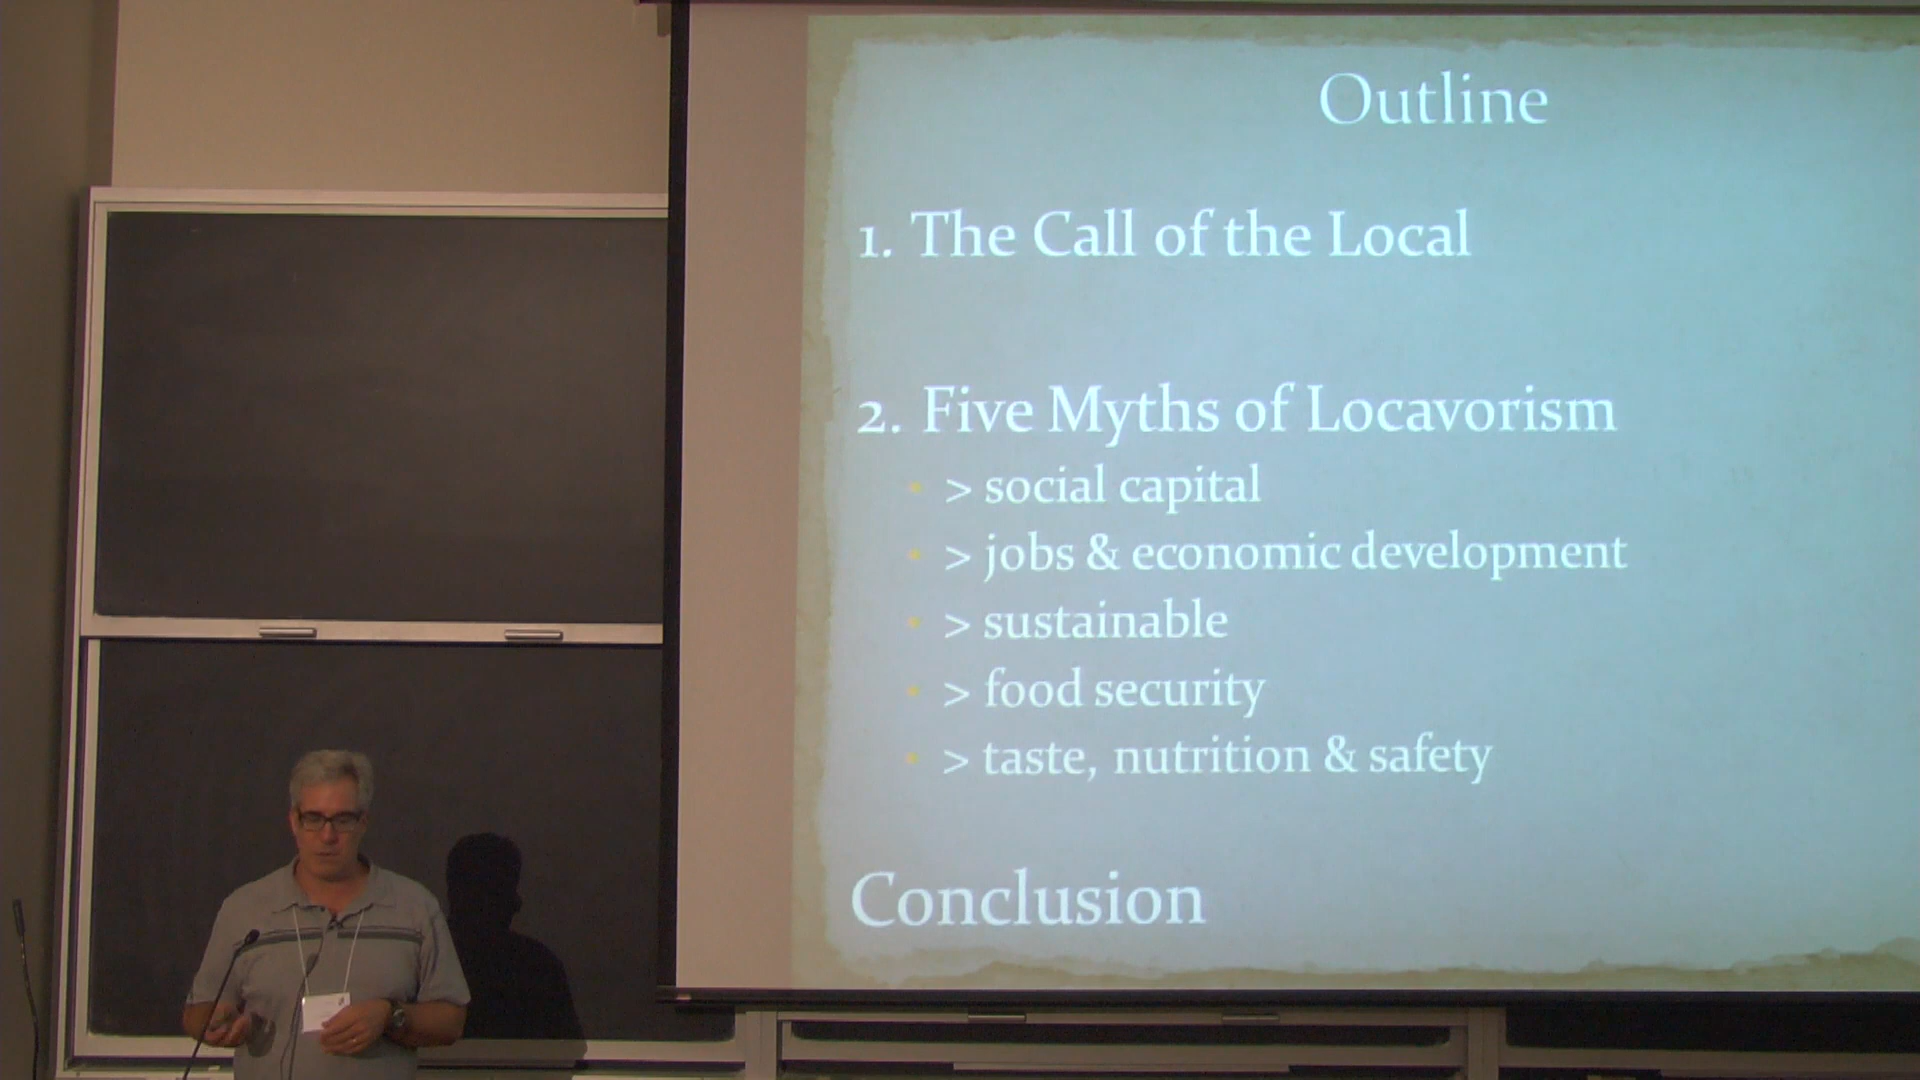 Outline
1. The Call of the Local
2. Five Myths of Locavorism
> social capital
> jobs & economic development
> sustainable
> food security
> taste, nutrition & safety
Conclusion